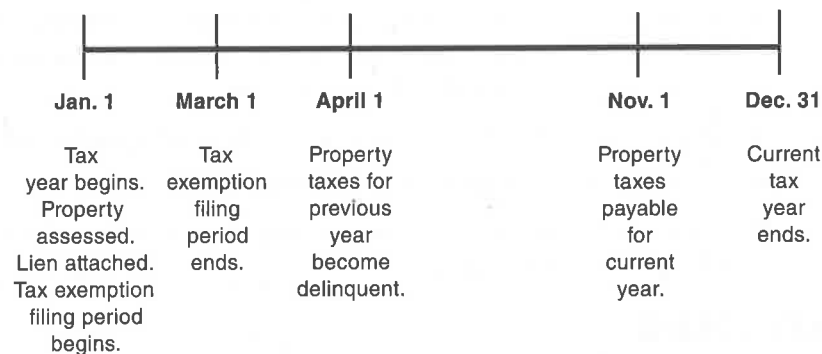 Jan. 1
March 1
April 1
Nov. 1
Dec. 31
Tax
year begins.
Property
assessed.
Lien attached.
Tax exemption
filing period
begins.
Tax
exemption
filing
period
ends.
Property
taxes for
previous
year
become
delinquent.
Property
taxes
payable
for
current
year.
Current
tax
year
ends.